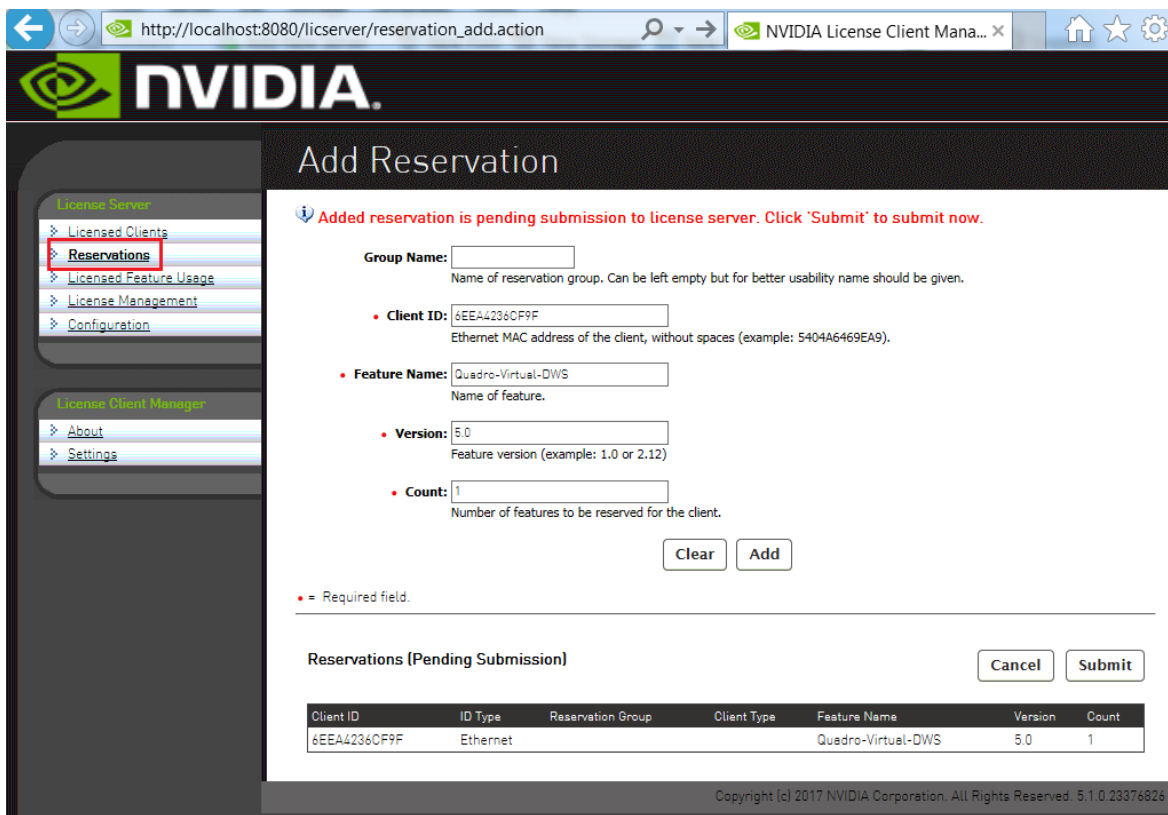 http://localhost:8080/licserver/reservation_add.action
NVIDIA License Client Mana...
NVIDIA.
Add Reservation
License Server
Licensed Clients
Reservations
Licensed Feature Usage
License Management
Configuration
License Client Manager
About
Settings
Added reservation is pending submission to license server. Click 'Submit' to submit now.
Group Name:
Name of reservation group. Can be left empty but for better usability name should be given.
• Client ID: 6EEA4236CF9F
Ethernet MAC address of the client, without spaces (example: 5404A6469EA9).
• Feature Name: Quadro-Virtual-DWS
Name of feature.
• Version: 5.0
Feature version (example: 1.0 or 2.12)
• Count: 1
Number of features to be reserved for the client.
Clear Add
• = Required field.
Reservations (Pending Submission)
Cancel Submit
Client ID ID Type Reservation Group Client Type Feature Name Version Count
6EEA4236CF9F Ethernet Quadro-Virtual-DWS 5.0 1
Copyright (c) 2017 NVIDIA Corporation. All Rights Reserved. 5.1.0.23376826